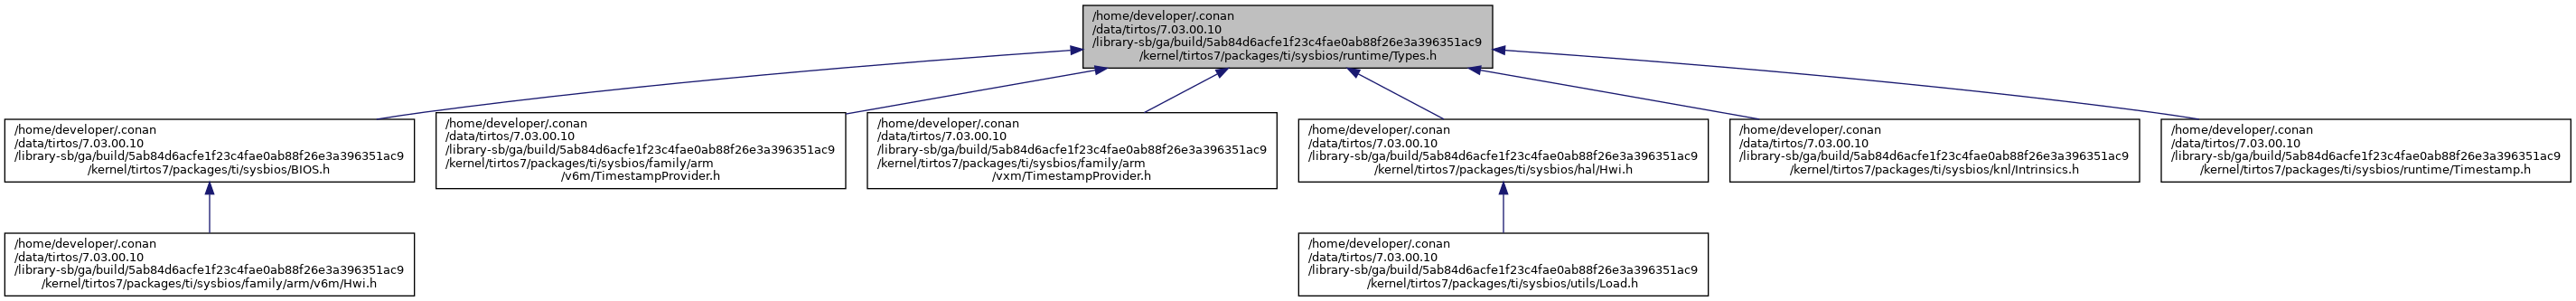 /home/developer/.conan
/data/tirtos/7.03.00.10
/library-sb/ga/build/5ab84d6acfe1f23c4fae0ab88f26e3a396351ac9
/kernel/tirtos7/packages/ti/sysbios/runtime/Types.h
/home/developer/.conan
/data/tirtos/7.03.00.10
/library-sb/ga/build/5ab84d6acfe1f23c4fae0ab88f26e3a396351ac9
/kernel/tirtos7/packages/ti/sysbios/BIOS.h
/home/developer/.conan
/data/tirtos/7.03.00.10
/library-sb/ga/build/5ab84d6acfe1f23c4fae0ab88f26e3a396351ac9
/kernel/tirtos7/packages/ti/sysbios/family/arm
/v6m/TimestampProvider.h
/home/developer/.conan
/data/tirtos/7.03.00.10
/library-sb/ga/build/5ab84d6acfe1f23c4fae0ab88f26e3a396351ac9
/kernel/tirtos7/packages/ti/sysbios/family/arm
/vxm/TimestampProvider.h
/home/developer/.conan
/data/tirtos/7.03.00.10
/library-sb/ga/build/5ab84d6acfe1f23c4fae0ab88f26e3a396351ac9
/kernel/tirtos7/packages/ti/sysbios/hal/Hwi.h
/home/developer/.conan
/data/tirtos/7.03.00.10
/library-sb/ga/build/5ab84d6acfe1f23c4fae0ab88f26e3a396351ac9
/kernel/tirtos7/packages/ti/sysbios/knl/Intrinsics.h
/home/developer/.conan
/data/tirtos/7.03.00.10
/library-sb/ga/build/5ab84d6acfe1f23c4fae0ab88f26e3a396351ac9
/kernel/tirtos7/packages/ti/sysbios/runtime/Timestamp.h
/home/developer/.conan
/data/tirtos/7.03.00.10
/library-sb/ga/build/5ab84d6acfe1f23c4fae0ab88f26e3a396351ac9
/kernel/tirtos7/packages/ti/sysbios/family/arm/v6m/Hwi.h
/home/developer/.conan
/data/tirtos/7.03.00.10
/library-sb/ga/build/5ab84d6acfe1f23c4fae0ab88f26e3a396351ac9
/kernel/tirtos7/packages/ti/sysbios/utils/Load.h